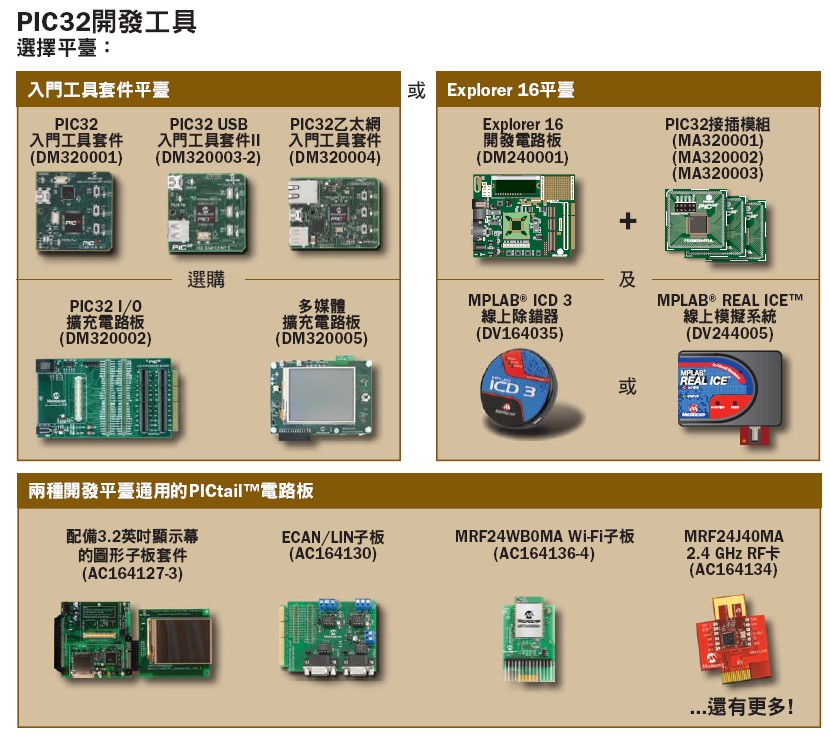 PIC32開發工具
選擇平臺：
入門工具套件平臺
PIC32
入門工具套件
(DM320001)
PIC32 USB
入門工具套件II
(DM320003-2)
PIC32乙太網
入門工具套件
(DM320004)
選購
PIC32 I/O
擴充電路板
(DM320002)
多媒體
擴充電路板
(DM320005)
或
Explorer 16平臺
Explorer 16
開發電路板
(DM240001)
+
PIC32接插模組
(MA320001)
(MA320002)
(MA320003)
及
MPLAB® ICD 3
線上除錯器
(DV164035)
MPLAB
ICD 3
MICROCHIP
或
MPLAB® REAL ICE™
線上模擬系統
(DV244005)
MPLAB
REAL ICE
MICROCHIP
兩種開發平臺通用的PICtail™電路板
配備3.2英吋顯示幕
的圖形子板套件
(AC164127-3)
ECAN/LIN子板
(AC164130)
MRF24WB0MA Wi-Fi子板
(AC164136-4)
MRF24J40MA
2.4 GHz RF卡
(AC164134)
...還有更多!